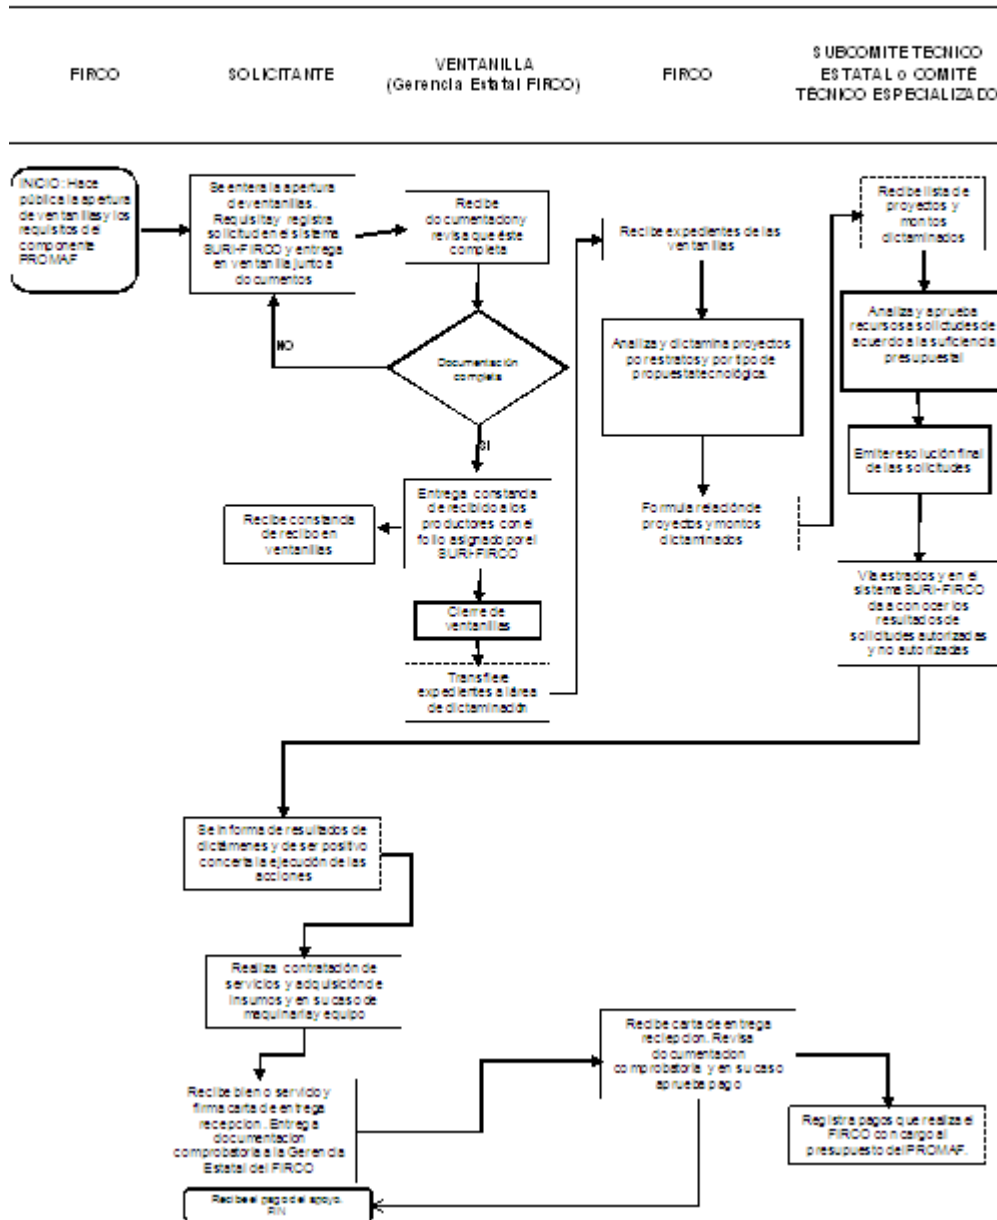 FIRCO
SOLICITANTE
VENTANILLA
(Gerencia Estatal FIRCO)
FIRCO
SUBCOMITE TECNICO
ESTATAL o COMITÉ
TÉCNICO ESPECIALIZADO
INICIO: Hace
pública la apertura
de ventanillas y los
requisitos del
componente
PROMAF
Se entera la apertura
de ventanillas.
Requisita y registra
solicitud en el sistema
SURI-FIRCO y entrega
en ventanilla junto a
documentos
Recibe
documentación y
revisa que éste
completa
Recibe expedientes de las
ventanillas
Recibe lista de
proyectos y
montos
dictaminados
Analiza y aprueba
recursos a solicitudes de
acuerdo a la suficiencia
presupuestal
NO
Documentación
completa
SI
Analiza y dictamina proyectos
por estratos y por tipo de
propuesta tecnológica.
Emite resolución final
de las solicitudes
Entrega constancia
de recibido a los
productores con el
folio asignado por el
SURI-FIRCO
Recibe constancia
de recibo en
ventanillas
Formula relación de
proyectos y montos
dictaminados
Cierre de
ventanillas
Vía estrados y en el
sistema SURI-FIRCO
da a conocer los
resultados de
solicitudes autorizadas
y no autorizadas
Transfiere
expedientes al área
de dictaminación
Se informa de resultados de
dictámenes y de ser positivo
concerta la ejecución de las
acciones
Realiza contratación de
servicios y adquisición de
insumos y en su caso de
maquinaria y equipo
Recibe carta de entrega
recepcion. Revisa
documentacion
comprobatoria y en su caso
aprueba pago
Recibe bien o servicio y
firma carta de entrega
recepcion. Entrega
documentacion
comprobatoria a la Gerencia
Estatal del FIRCO
Registra pagos que realiza el
FIRCO con cargo al
presupuesto del PROMAF.
Recibe el pago del apoyo.
FIN